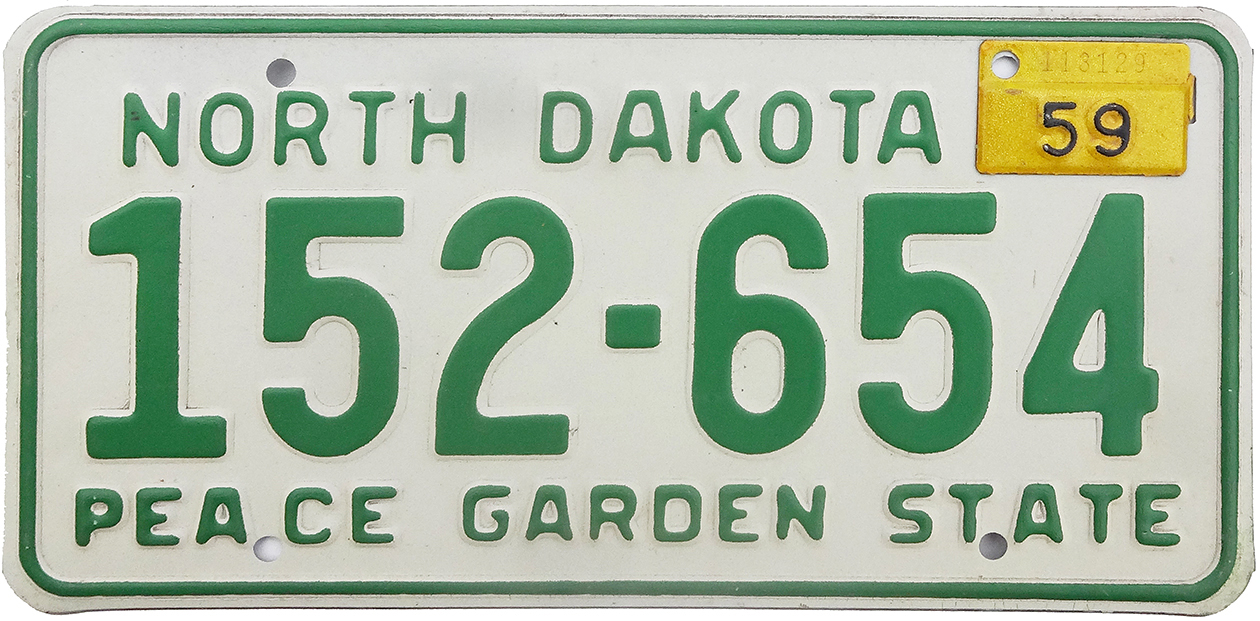 NORTH DAKOTA
113129
59
152-654
PEACE GARDEN STATE